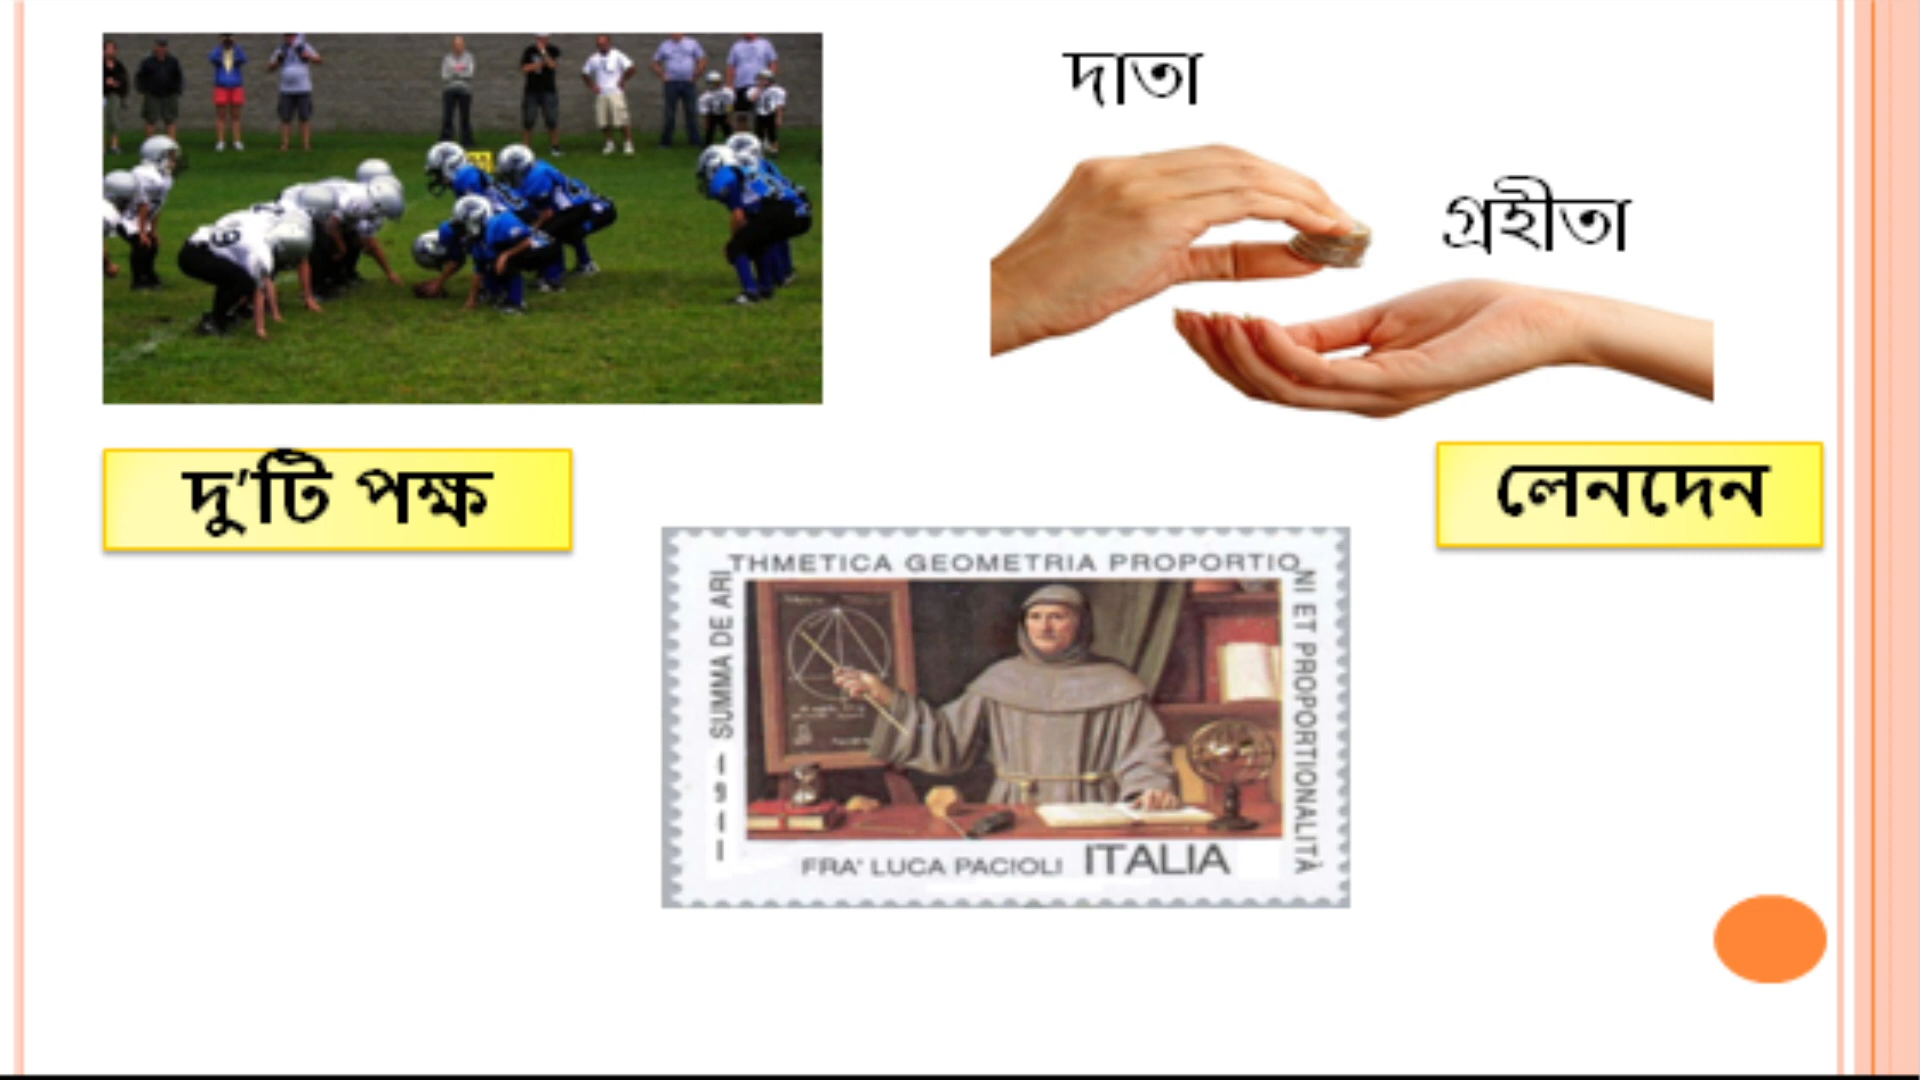 দাতা
গ্রহীতা
দু'টি পক্ষ
লেনদেন
THMETICA GEOMETRIA PROPORTIO
NI ET PROPORTIONALITÀ
SUMMA DE ARI
FRA' LUCA PACIOLI ITALIA